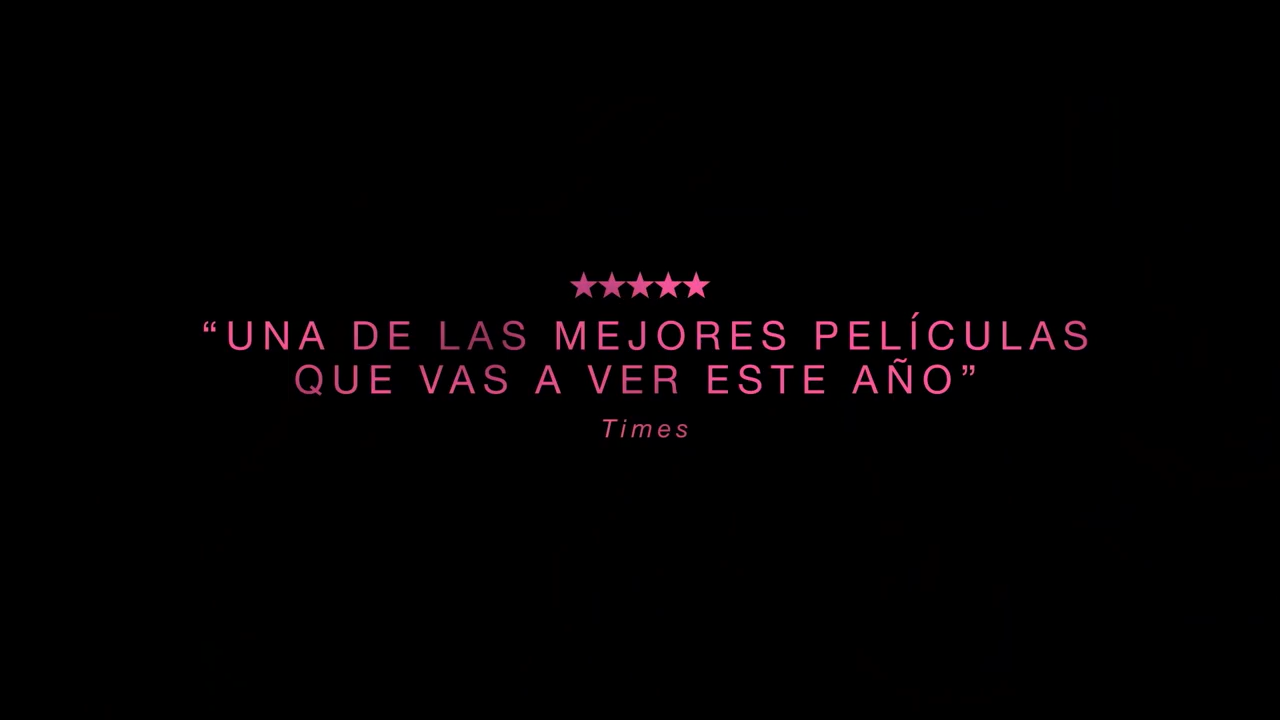 ★★★★★
“UNA DE LAS MEJORES PELÍCULAS
QUE VAS A VER ESTE AÑO”
Times